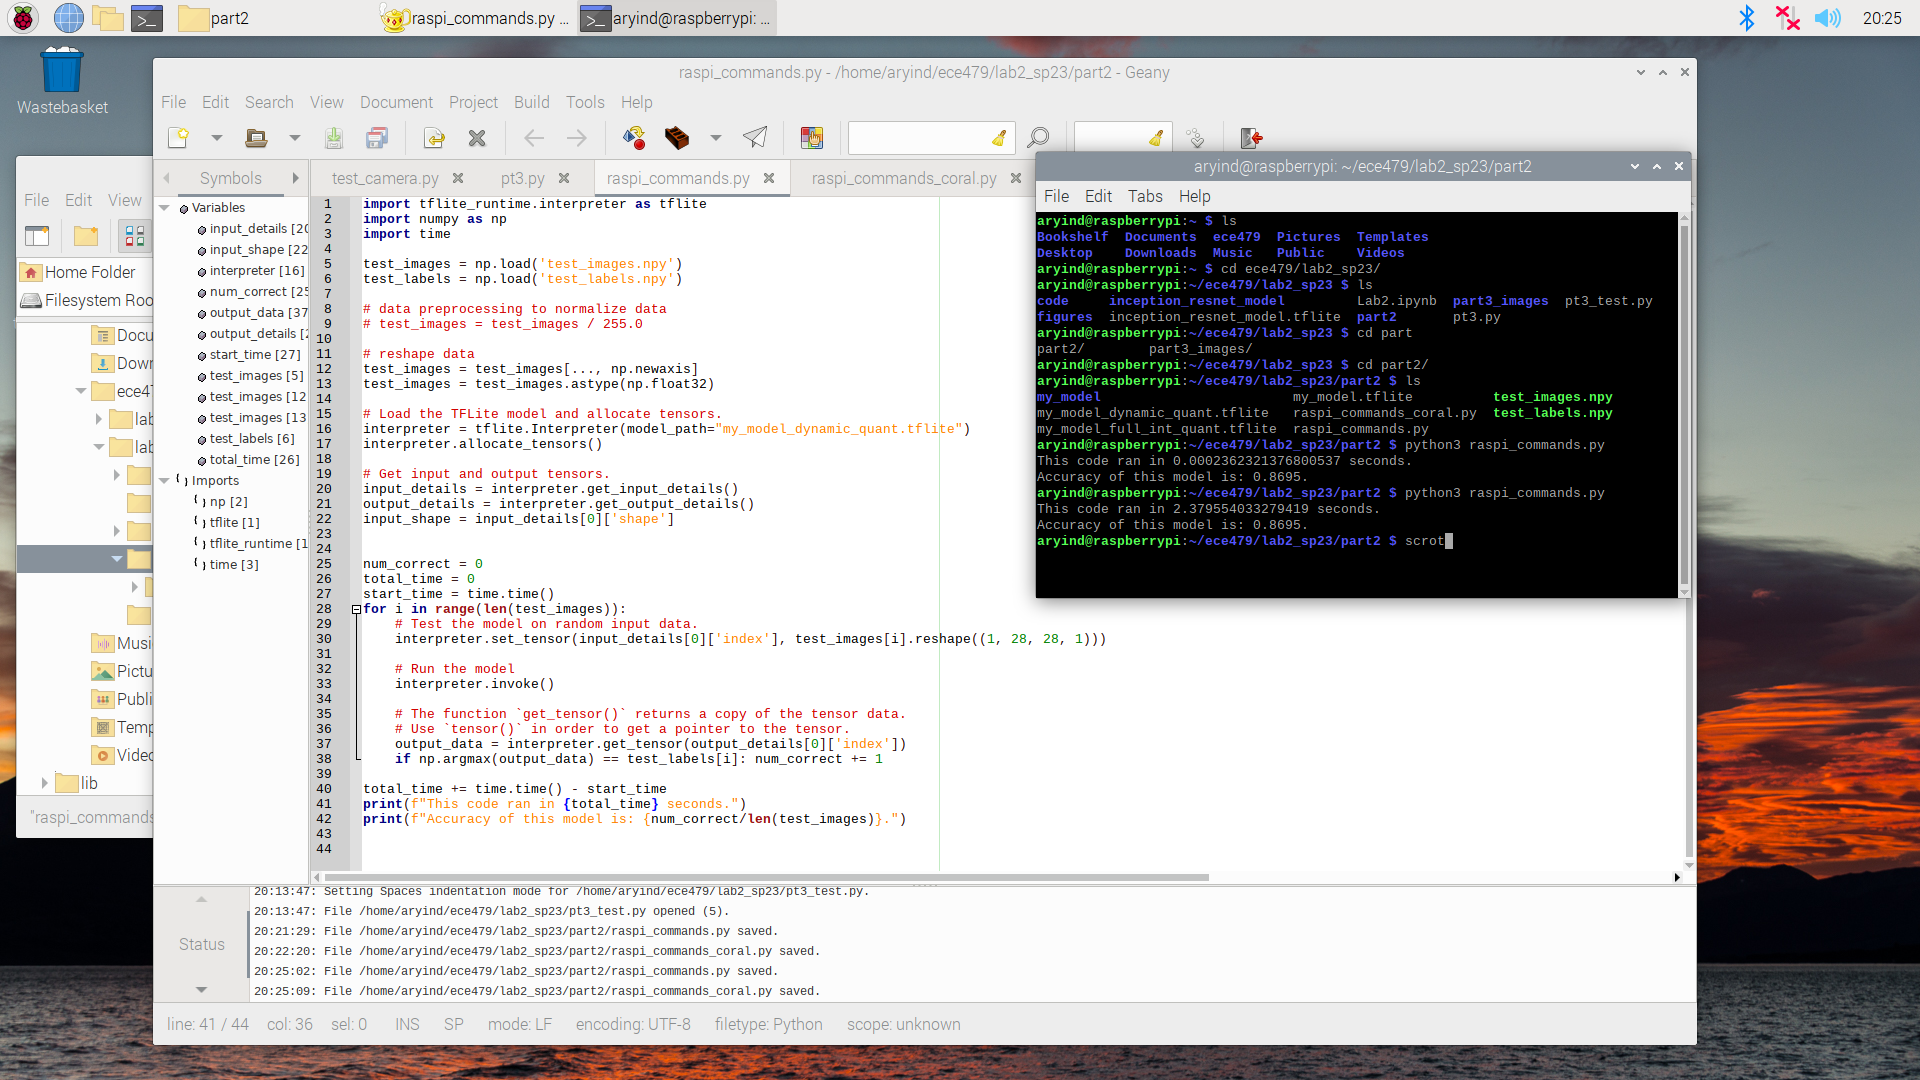 part2
raspi_commands.py ...
aryind@raspberrypi: ...
20:25
Wastebasket
File Edit View
Home Folder
Filesystem Roo
Docu
Down
ece47
lab
lab
Music
Pictu
Publi
Temp
Video
lib
"raspi_commands
raspi_commands.py - /home/aryind/ece479/lab2_sp23/part2 - Geany
File Edit Search View Document Project Build Tools Help
Symbols
test_camera.py
pt3.py
raspi_commands.py
raspi_commands_coral.py
Variables
input_details [20
input_shape [22
interpreter [16]
num_correct [25
output_data [37
output_details [2
start_time [27]
test_images [5]
test_images [12
test_images [13
test_labels [6]
total_time [26]
Imports
np [2]
tflite [1]
tflite_runtime [1
time [3]
1 import tflite_runtime.interpreter as tflite
2 import numpy as np
3 import time
4
5 test_images = np.load('test_images.npy')
6 test_labels = np.load('test_labels.npy')
7
8 # data preprocessing to normalize data
9 # test_images = test_images / 255.0
10
11 # reshape data
12 test_images = test_images[..., np.newaxis]
13 test_images = test_images.astype(np.float32)
14
15 # Load the TFLite model and allocate tensors.
16 interpreter = tflite.Interpreter(model_path="my_model_dynamic_quant.tflite")
17 interpreter.allocate_tensors()
18
19 # Get input and output tensors.
20 input_details = interpreter.get_input_details()
21 output_details = interpreter.get_output_details()
22 input_shape = input_details[0]['shape']
23
24
25 num_correct = 0
26 total_time = 0
27 start_time = time.time()
28 for i in range(len(test_images)):
29 # Test the model on random input data.
30 interpreter.set_tensor(input_details[0]['index'], test_images[i].reshape((1, 28, 28, 1)))
31
32 # Run the model
33 interpreter.invoke()
34
35 # The function `get_tensor()` returns a copy of the tensor data.
36 # Use `tensor()` in order to get a pointer to the tensor.
37 output_data = interpreter.get_tensor(output_details[0]['index'])
38 if np.argmax(output_data) == test_labels[i]: num_correct += 1
39
40 total_time += time.time() - start_time
41 print(f"This code ran in {total_time} seconds.")
42 print(f"Accuracy of this model is: {num_correct/len(test_images)}.")
43
44
aryind@raspberrypi: ~/ece479/lab2_sp23/part2
File Edit Tabs Help
aryind@raspberrypi:~ $ ls
Bookshelf Documents ece479 Pictures Templates
Desktop Downloads Music Public Videos
aryind@raspberrypi:~ $ cd ece479/lab2_sp23/
aryind@raspberrypi:~/ece479/lab2_sp23 $ ls
code inception_resnet_model Lab2.ipynb part3_images pt3_test.py
figures inception_resnet_model.tflite part2 pt3.py
aryind@raspberrypi:~/ece479/lab2_sp23 $ cd part
part2/ part3_images/
aryind@raspberrypi:~/ece479/lab2_sp23 $ cd part2/
aryind@raspberrypi:~/ece479/lab2_sp23/part2 $ ls
my_model my_model.tflite test_images.npy
my_model_dynamic_quant.tflite raspi_commands_coral.py test_labels.npy
my_model_full_int_quant.tflite raspi_commands.py
aryind@raspberrypi:~/ece479/lab2_sp23/part2 $ python3 raspi_commands.py
This code ran in 0.0002362321376800537 seconds.
Accuracy of this model is: 0.8695.
aryind@raspberrypi:~/ece479/lab2_sp23/part2 $ python3 raspi_commands.py
This code ran in 2.379554033279419 seconds.
Accuracy of this model is: 0.8695.
aryind@raspberrypi:~/ece479/lab2_sp23/part2 $ scrot
Status
20:13:47: Setting Spaces indentation mode for /home/aryind/ece479/lab2_sp23/pt3_test.py.
20:13:47: File /home/aryind/ece479/lab2_sp23/pt3_test.py opened (5).
20:21:29: File /home/aryind/ece479/lab2_sp23/part2/raspi_commands.py saved.
20:22:20: File /home/aryind/ece479/lab2_sp23/part2/raspi_commands_coral.py saved.
20:25:02: File /home/aryind/ece479/lab2_sp23/part2/raspi_commands.py saved.
20:25:09: File /home/aryind/ece479/lab2_sp23/part2/raspi_commands_coral.py saved.
line: 41 / 44 col: 36 sel: 0 INS SP mode: LF encoding: UTF-8 filetype: Python scope: unknown